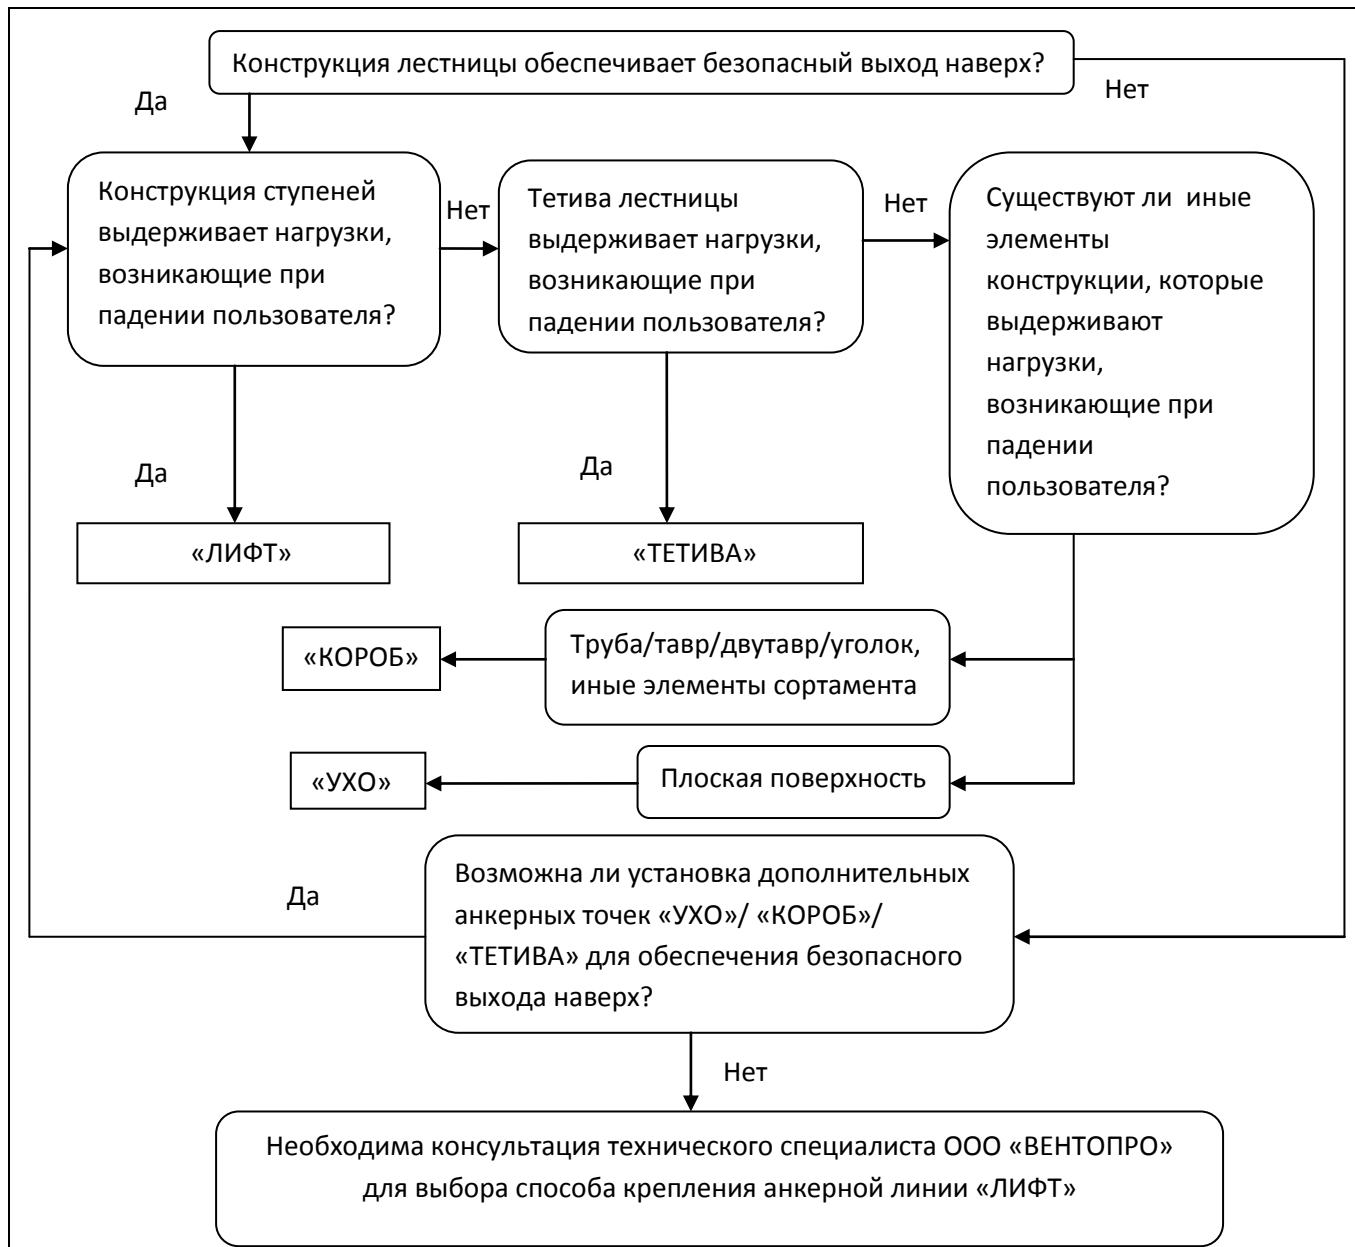 Конструкция лестницы обеспечивает безопасный выход наверх?
Да
Нет
Конструкция ступеней
выдерживает нагрузки,
возникающие при
падении пользователя?
Нет
Тетива лестницы
выдерживает нагрузки,
возникающие при
падении пользователя?
Нет
Существуют ли иные
элементы
конструкции, которые
выдерживают
нагрузки,
возникающие при
падении
пользователя?
Да
Да
«ЛИФТ»
«ТЕТИВА»
«КОРОБ»
Труба/тавр/двутавр/уголок,
иные элементы сортамента
«УХО»
Плоская поверхность
Да
Возможна ли установка дополнительных
анкерных точек «УХО»/ «КОРОБ»/
«ТЕТИВА» для обеспечения безопасного
выхода наверх?
Нет
Необходима консультация технического специалиста ООО «ВЕНТОПРО»
для выбора способа крепления анкерной линии «ЛИФТ»